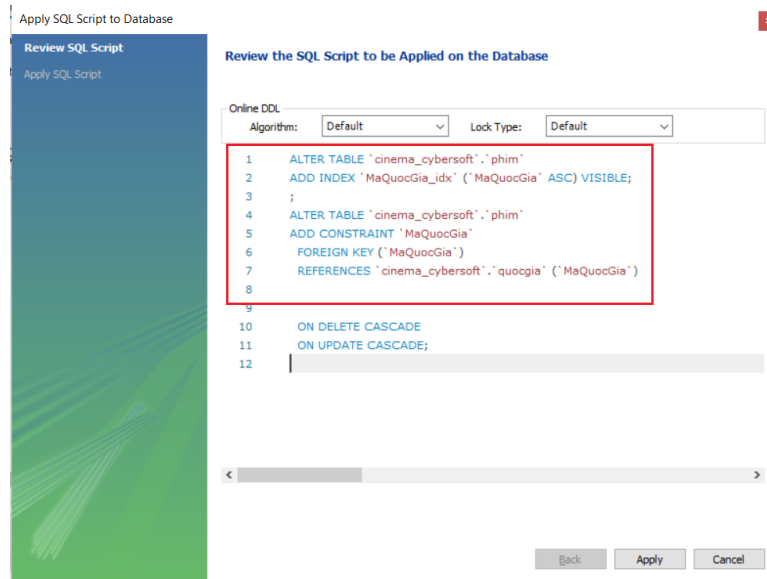 Apply SQL Script to Database
Review SQL Script
Apply SQL Script
Review the SQL Script to be Applied on the Database
Online DDL
Algorithm: Default Lock Type: Default
1 ALTER TABLE `cinema_cybersoft`.`phim`
2 ADD INDEX `MaQuocGia_idx` (`MaQuocGia` ASC) VISIBLE;
3 ;
4 ALTER TABLE `cinema_cybersoft`.`phim`
5 ADD CONSTRAINT `MaQuocGia`
6 FOREIGN KEY (`MaQuocGia`)
7 REFERENCES `cinema_cybersoft`.`quocgia` (`MaQuocGia`)
8
9
10 ON DELETE CASCADE
11 ON UPDATE CASCADE;
12
Back Apply Cancel